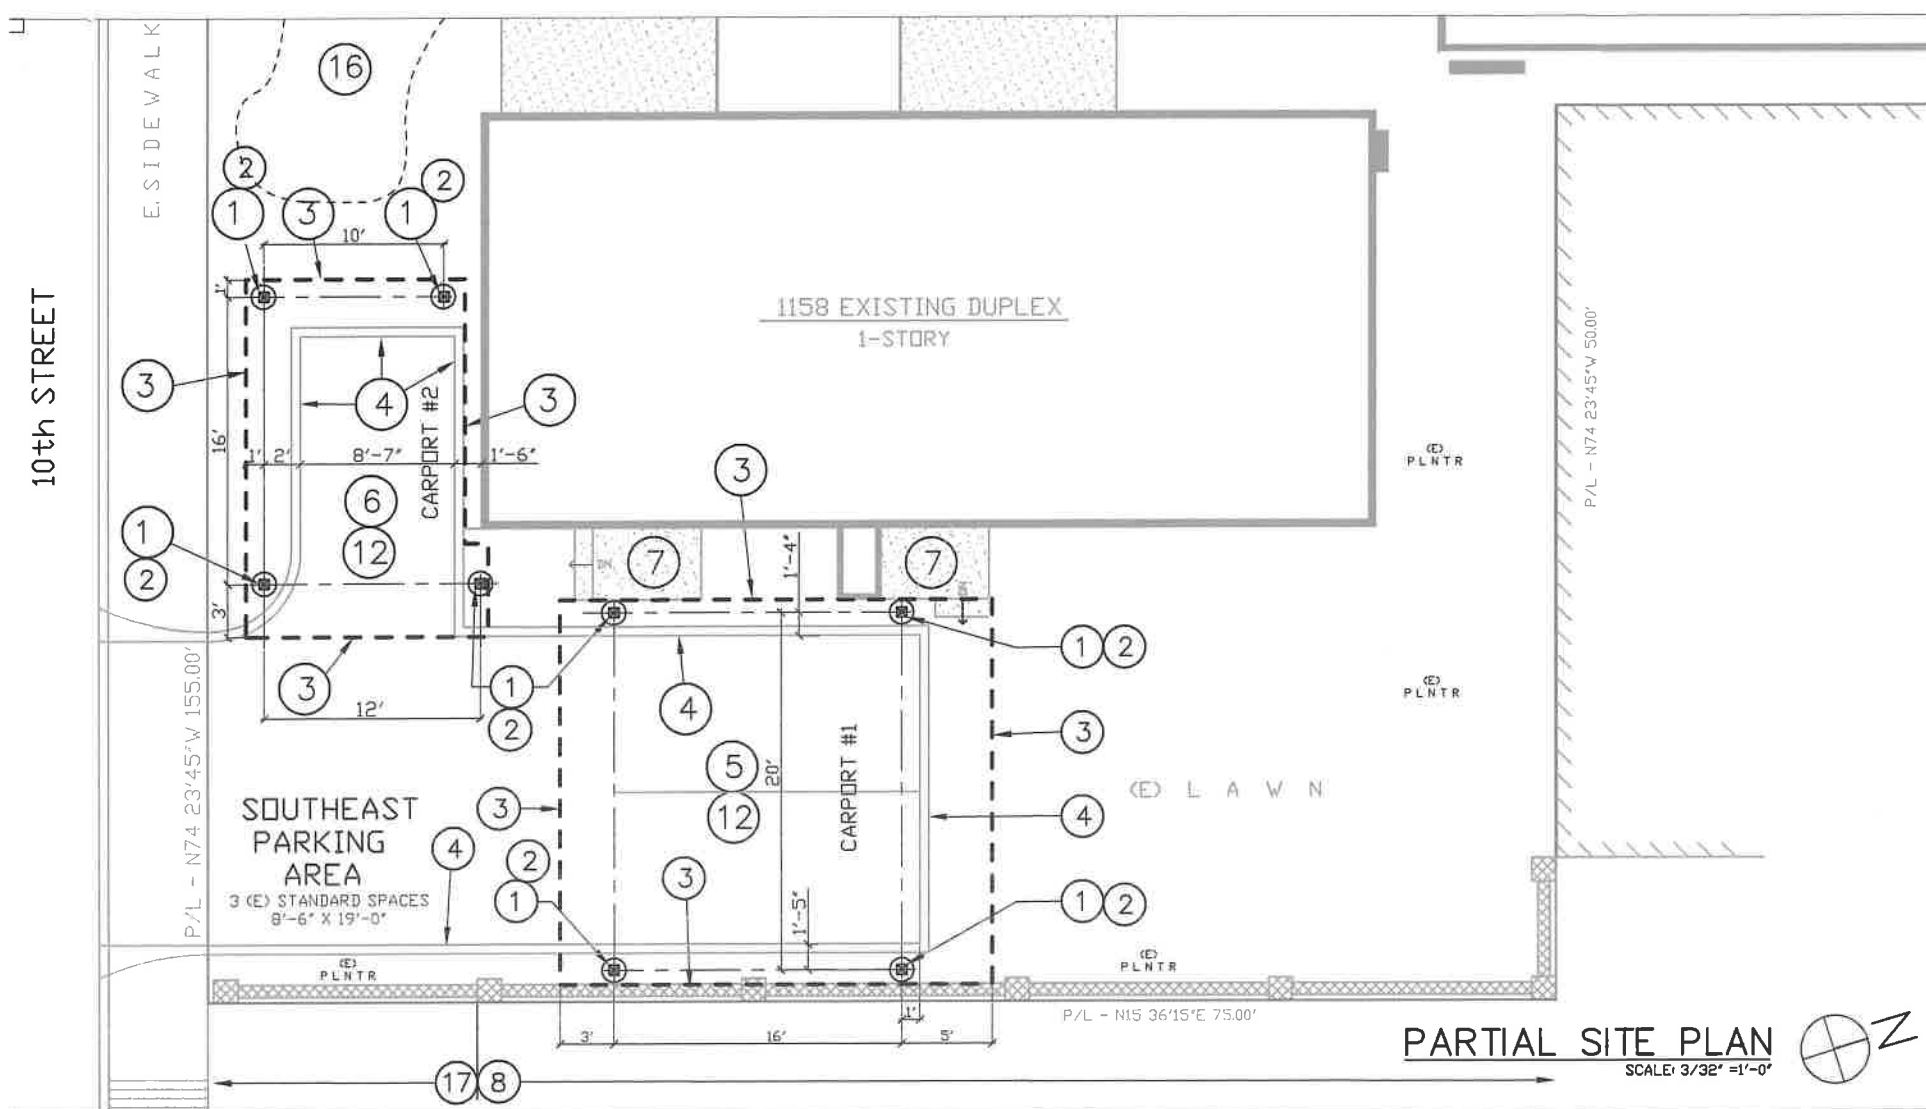 E. SIDEWALK
16
2
1
3
1
2
10'
1'
10th STREET
3
4
CARPORT #2
3
16'
1'
2'
8'-7"
1'-6"
6
12
1
2
3'
3
12'
1158 EXISTING DUPLEX
1-STORY
3
DN
7
1'-4"
7
DN
(E)
PLNTR
P/L - N74 23'45"W 50.00'
(E)
PLNTR
1
2
1 2
4
3
5
12
20'
CARPORT #1
3
4
(E) L A W N
P/L - N74 23'45"W 155.00'
SOUTHEAST
PARKING
AREA
3 (E) STANDARD SPACES
8'-6" X 19'-0"
4
2
1
3
1'-5"
1 2
(E)
PLNTR
(E)
PLNTR
1'
3'
16'
5'
P/L - N15 36'15"E 75.00'
17 8
PARTIAL SITE PLAN
SCALE: 3/32" =1'-0"
N